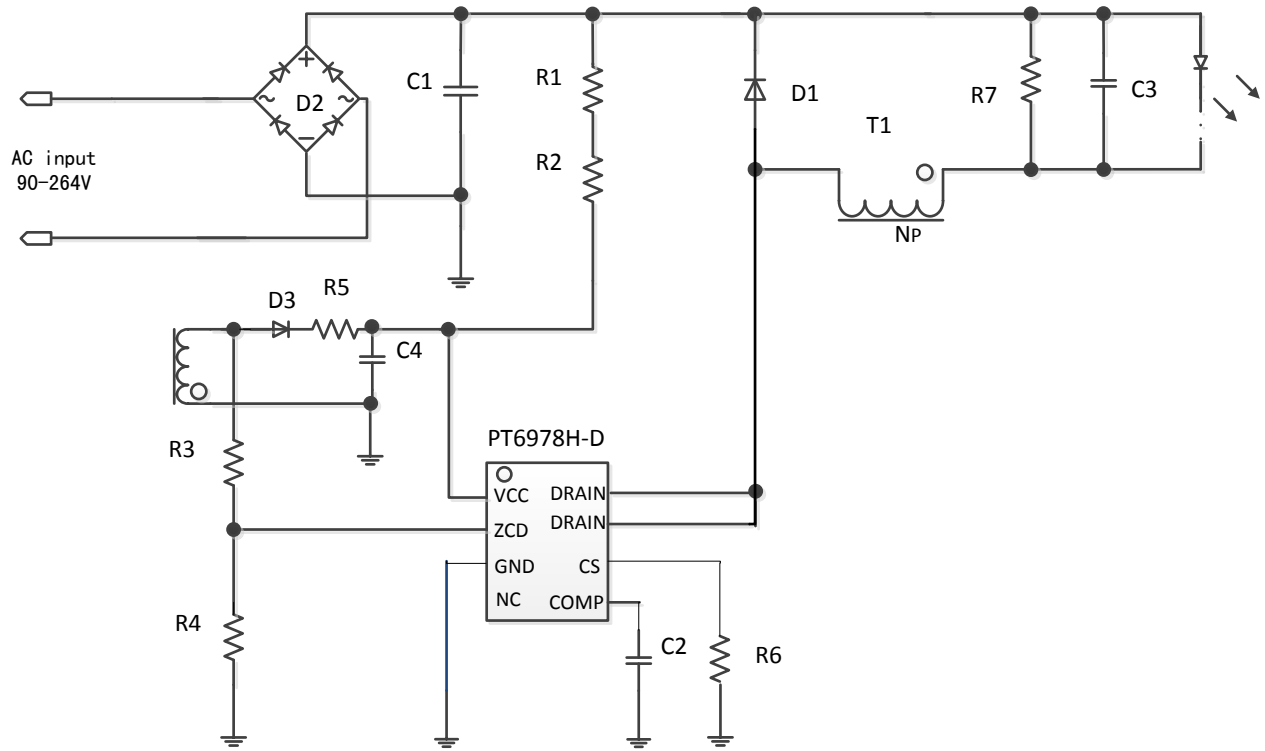 D2
C1
R1
D1
R7
C3
T1
R2
AC input
90-264V
NP
D3
R5
C4
R3
PT6978H-D
VCC
DRAIN
ZCD
DRAIN
GND
CS
NC
COMP
R4
C2
R6